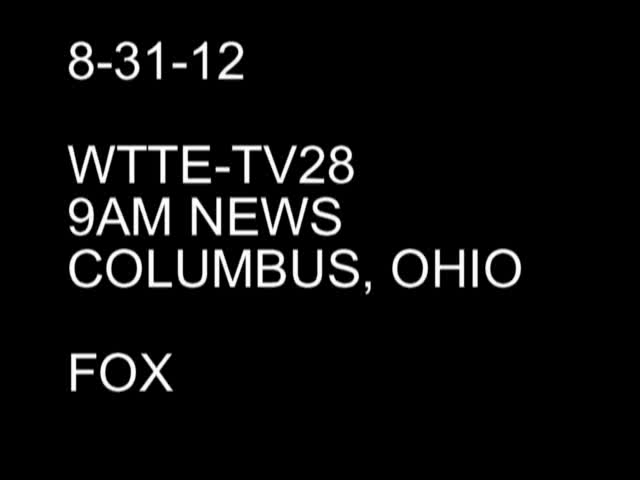 8-31-12
WTTE-TV28
9AM NEWS
COLUMBUS, OHIO
FOX